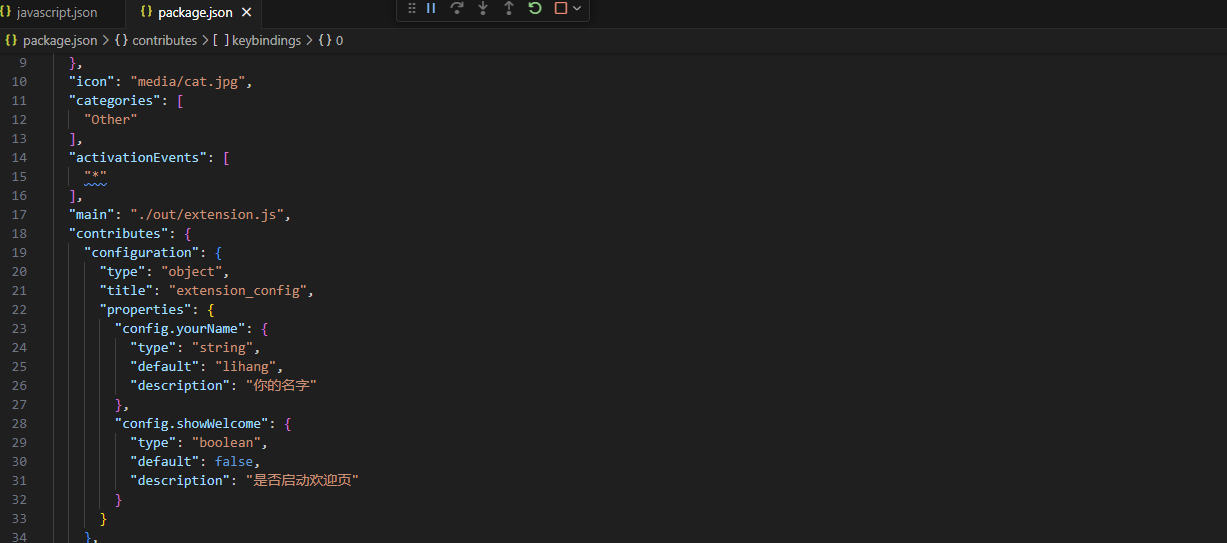 {} javascript.json {} package.json ×
{} package.json > {} contributes > [ ] keybindings > {} 0
9 },
10 "icon": "media/cat.jpg",
11 "categories": [
12 "Other"
13 ],
14 "activationEvents": [
15 "*"
16 ],
17 "main": "./out/extension.js",
18 "contributes": {
19 "configuration": {
20 "type": "object",
21 "title": "extension_config",
22 "properties": {
23 "config.yourName": {
24 "type": "string",
25 "default": "lihang",
26 "description": "你的名字"
27 },
28 "config.showWelcome": {
29 "type": "boolean",
30 "default": false,
31 "description": "是否启动欢迎页"
32 }
33 }
34 },